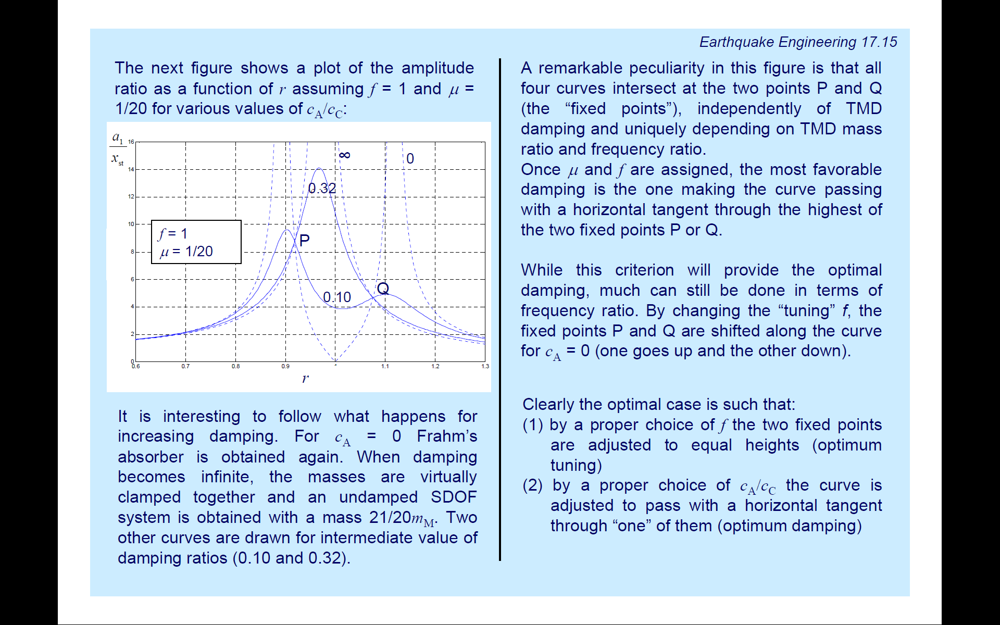 Earthquake Engineering 17.15
The next figure shows a plot of the amplitude
ratio as a function of r assuming f = 1 and μ =
1/20 for various values of cA/cC:
a1
xst
16
14
12
10
8
6
4
2
0
∞
0
0.32
f = 1
μ = 1/20
P
Q
0.10
0.6 0.7 0.8 0.9 1 1.1 1.2 1.3
r
It is interesting to follow what happens for
increasing damping. For cA = 0 Frahm’s
absorber is obtained again. When damping
becomes infinite, the masses are virtually
clamped together and an undamped SDOF
system is obtained with a mass 21/20mM. Two
other curves are drawn for intermediate value of
damping ratios (0.10 and 0.32).
A remarkable peculiarity in this figure is that all
four curves intersect at the two points P and Q
(the “fixed points”), independently of TMD
damping and uniquely depending on TMD mass
ratio and frequency ratio.
Once μ and f are assigned, the most favorable
damping is the one making the curve passing
with a horizontal tangent through the highest of
the two fixed points P or Q.
While this criterion will provide the optimal
damping, much can still be done in terms of
frequency ratio. By changing the “tuning” f, the
fixed points P and Q are shifted along the curve
for cA = 0 (one goes up and the other down).
Clearly the optimal case is such that:
(1) by a proper choice of f the two fixed points
are adjusted to equal heights (optimum
tuning)
(2) by a proper choice of cA/cC the curve is
adjusted to pass with a horizontal tangent
through “one” of them (optimum damping)